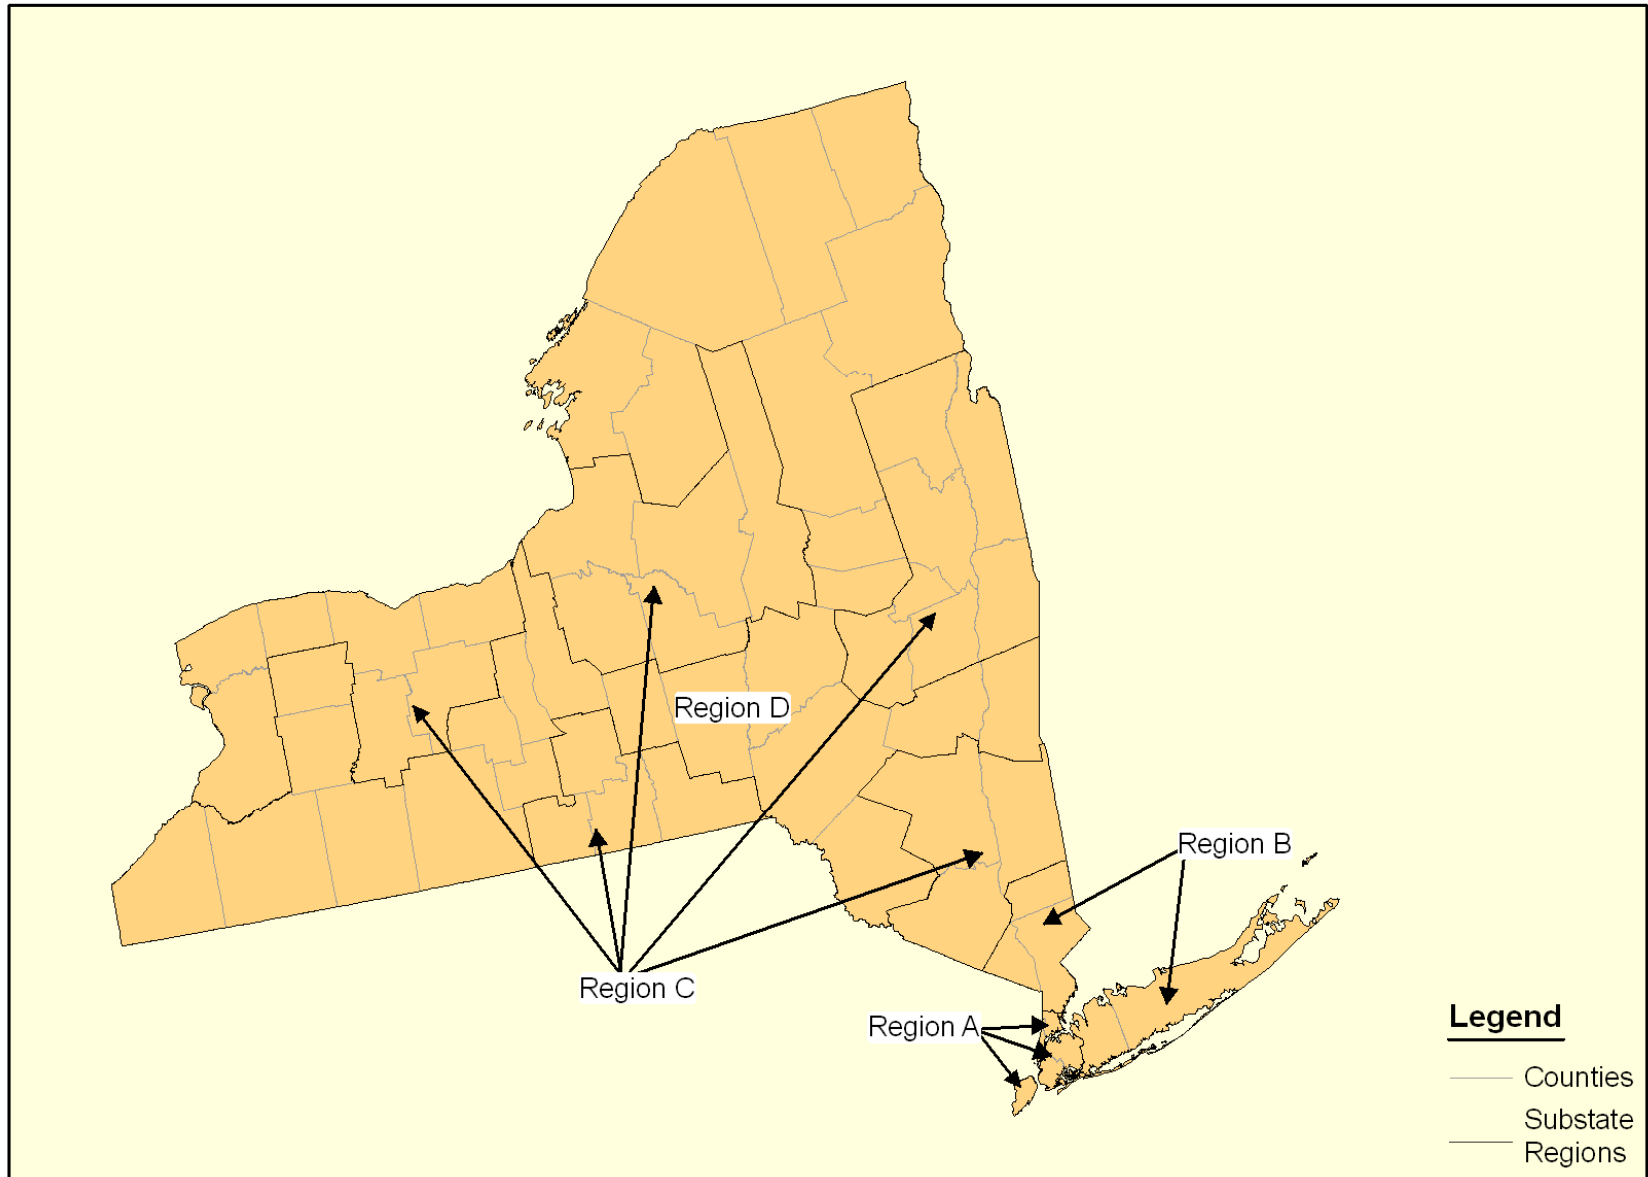 Region D
Region B
Region C
Region A
Legend
Counties
Substate
Regions